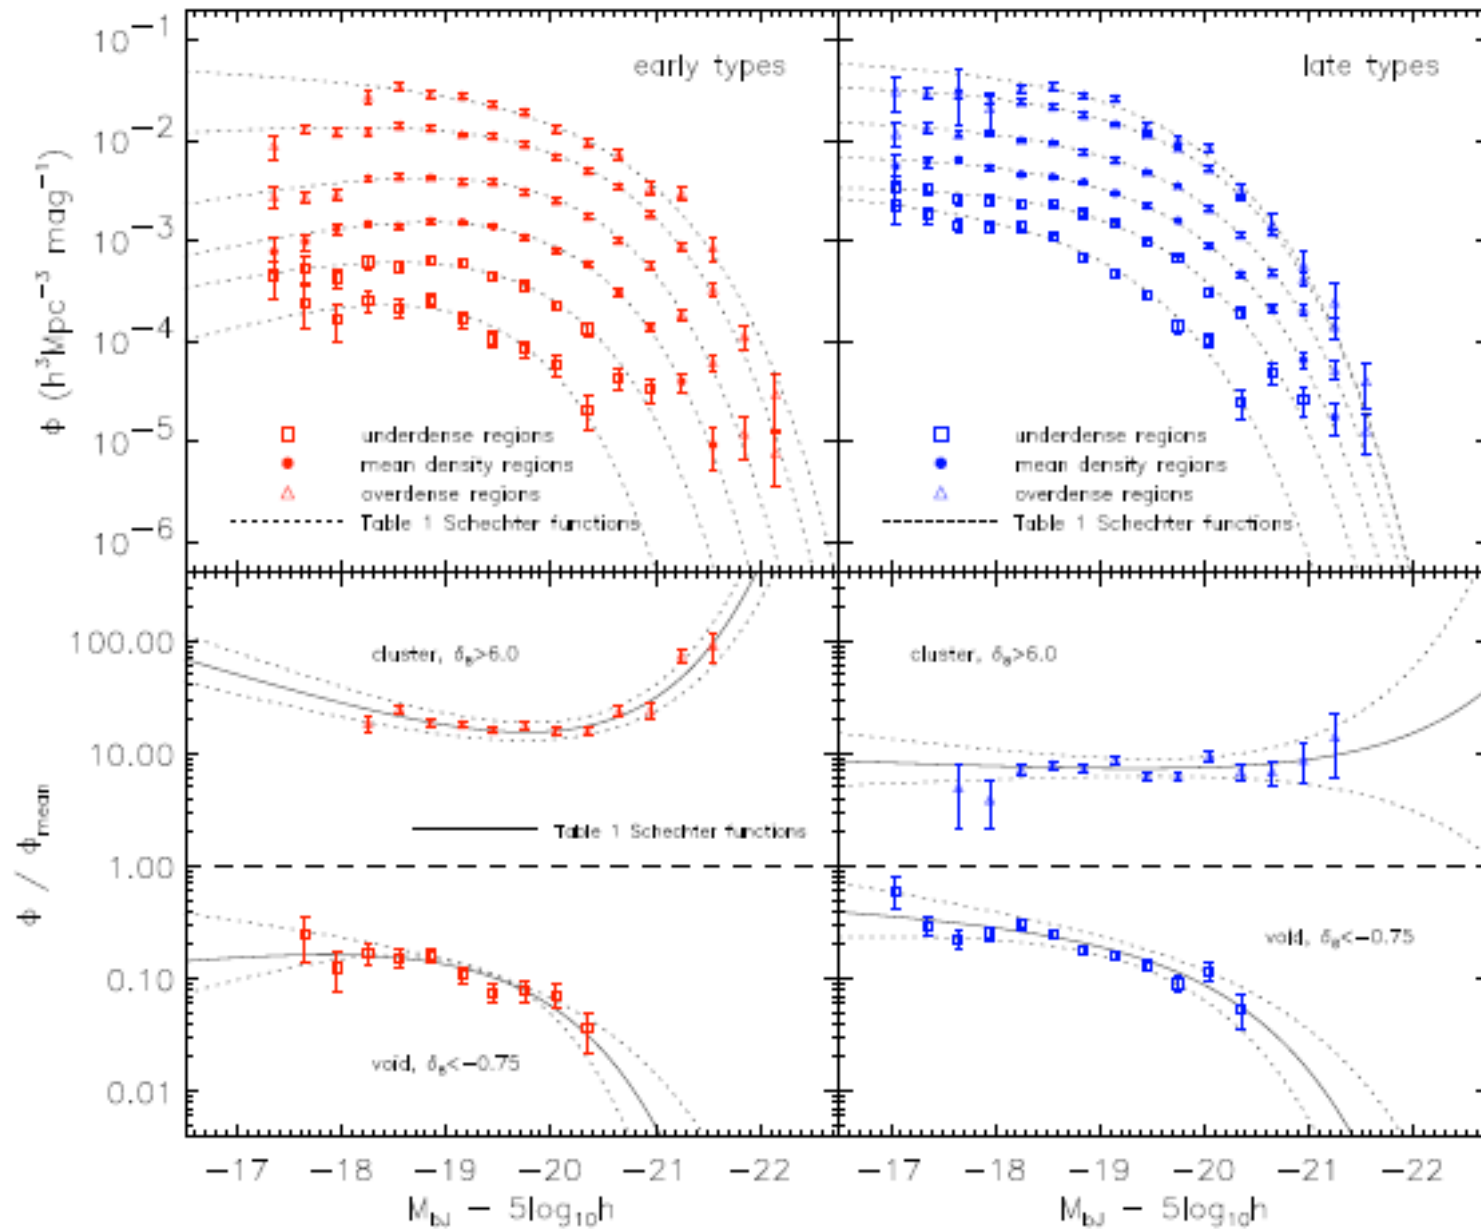 early types
late types
10⁻¹
10⁻²
10⁻³
10⁻⁴
10⁻⁵
10⁻⁶
ϕ (h³Mpc⁻³ mag⁻¹)
underdense regions
mean density regions
overdense regions
Table 1 Schechter functions
underdense regions
mean density regions
overdense regions
Table 1 Schechter functions
100.00
10.00
1.00
0.10
0.01
ϕ / ϕmean
cluster, δ₈>6.0
Table 1 Schechter functions
void, δ₈<−0.75
cluster, δ₈>6.0
void, δ₈<−0.75
−17 −18 −19 −20 −21 −22
−17 −18 −19 −20 −21 −22
M_bJ − 5log₁₀h
M_bJ − 5log₁₀h